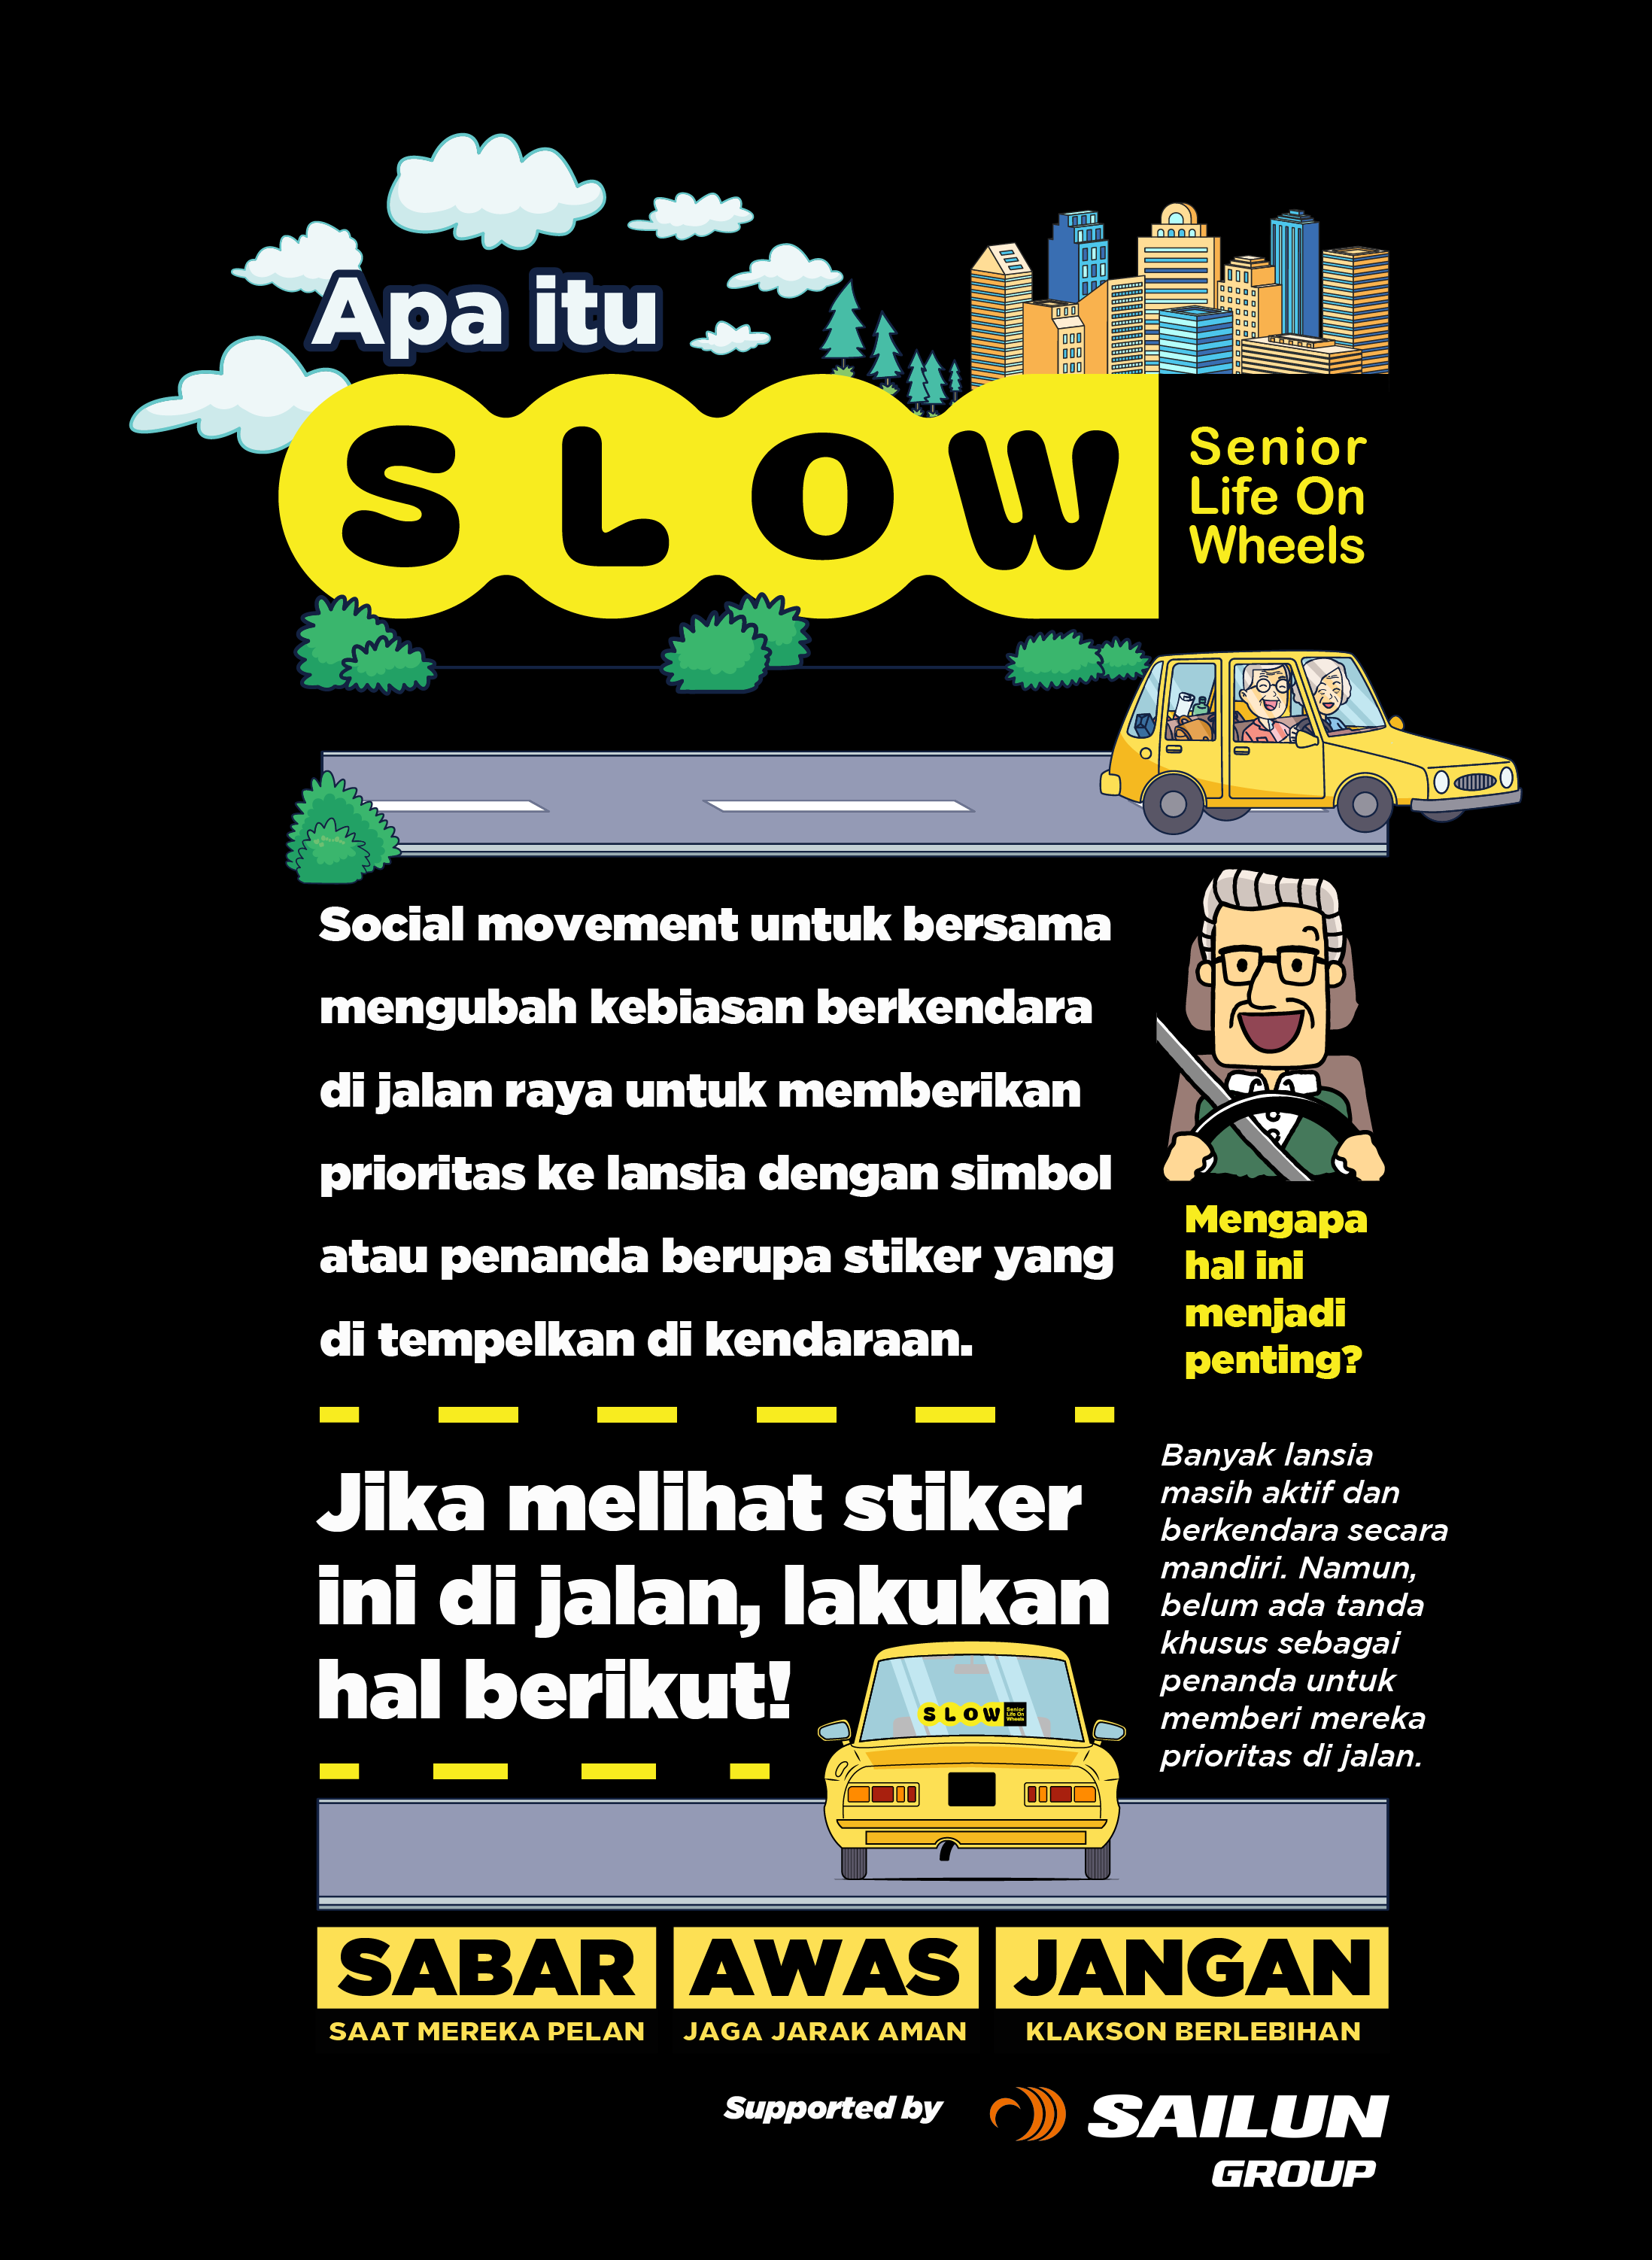 Apa itu
SLOW
Senior
Life On
Wheels
Social movement untuk bersama
mengubah kebiasan berkendara
di jalan raya untuk memberikan
prioritas ke lansia dengan simbol
atau penanda berupa stiker yang
di tempelkan di kendaraan.
Mengapa
hal ini
menjadi
penting?
Banyak lansia
masih aktif dan
berkendara secara
mandiri. Namun,
belum ada tanda
khusus sebagai
penanda untuk
memberi mereka
prioritas di jalan.
Jika melihat stiker
ini di jalan, lakukan
hal berikut!
SLOW
Senior
Life On
Wheels
SABAR
SAAT MEREKA PELAN
AWAS
JAGA JARAK AMAN
JANGAN
KLAKSON BERLEBIHAN
Supported by
SAILUN
GROUP